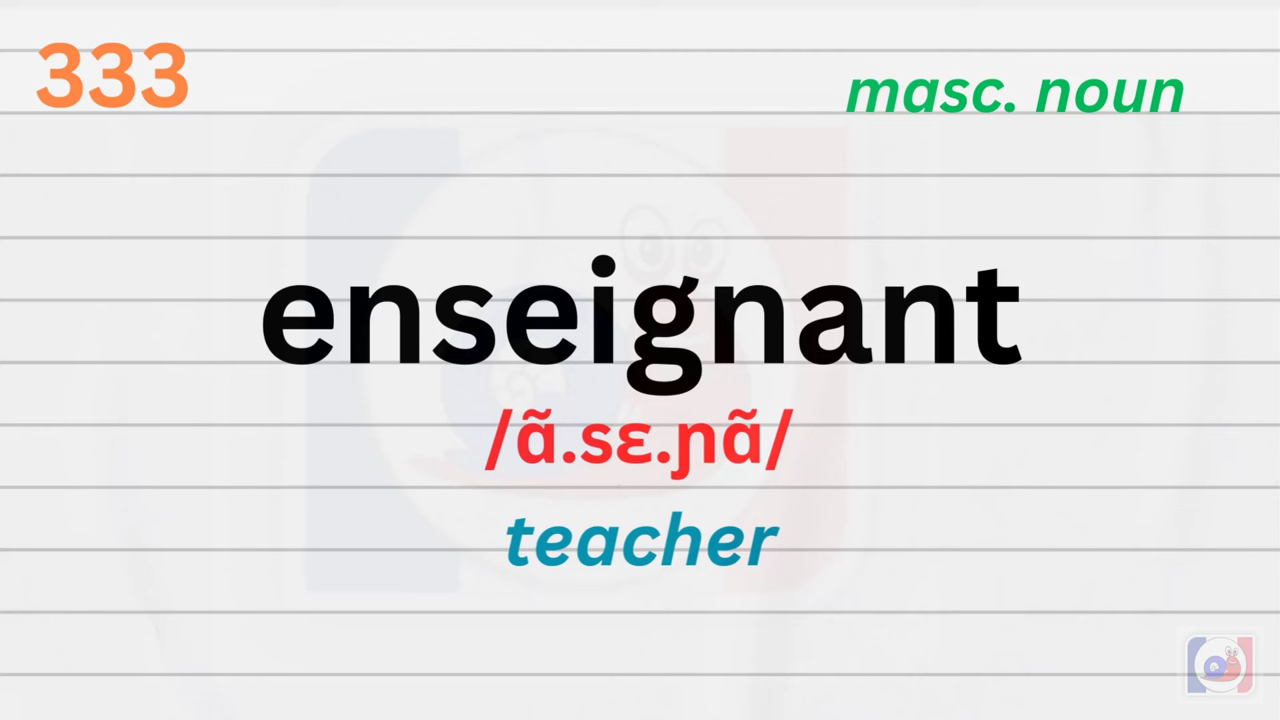 333
masc. noun
enseignant
/ɑ̃.sɛ.ɲɑ̃/
teacher